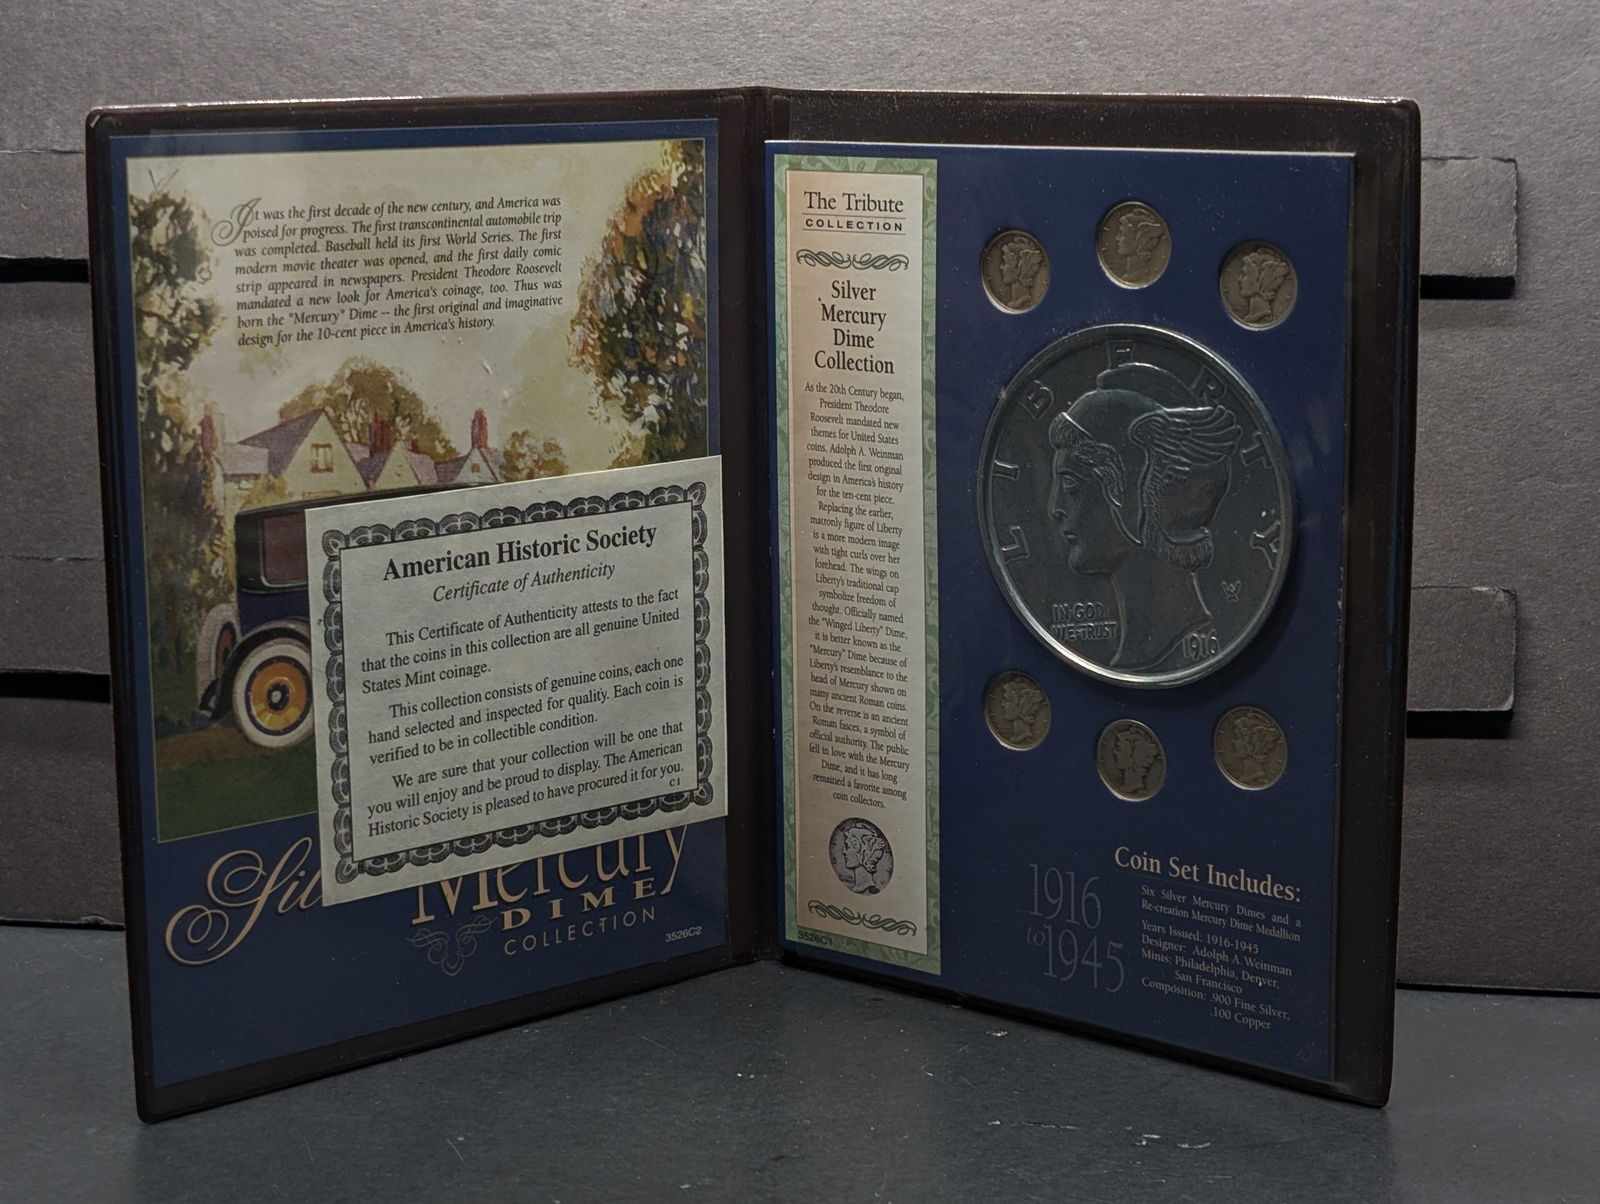 It was the first decade of the new century, and America was
poised for progress. The first transcontinental automobile trip
was completed. Baseball held its first World Series. The first
modern movie theater was opened, and the first daily comic
strip appeared in newspapers. President Theodore Roosevelt
mandated a new look for America's coinage, too. Thus was
born the "Mercury" Dime -- the first original and imaginative
design for the 10-cent piece in America's history.
American Historic Society
Certificate of Authenticity
This Certificate of Authenticity attests to the fact
that the coins in this collection are all genuine United
States Mint coinage.
This collection consists of genuine coins, each one
hand selected and inspected for quality. Each coin is
verified to be in collectible condition.
We are sure that your collection will be one that
you will enjoy and be proud to display. The American
Historic Society is pleased to have procured it for you.
C1
Sil
Mercury
DIME
COLLECTION
3526C2
The Tribute
COLLECTION
Silver
Mercury
Dime
Collection
As the 20th Century began,
President Theodore
Roosevelt mandated new
themes for United States
coins. Adolph A. Weinman
produced the first original
design in America's history
for the ten-cent piece.
Replacing the earlier,
matronly figure of Liberty
is a more modern image
with tight curls over her
forehead. The wings on
Liberty's traditional cap
symbolize freedom of
thought. Officially named
the "Winged Liberty" Dime,
it is better known as the
"Mercury" Dime because of
Liberty's resemblance to the
head of Mercury shown on
many ancient Roman coins.
On the reverse is an ancient
Roman fasces, a symbol of
official authority. The public
fell in love with the Mercury
Dime, and it has long
remained a favorite among
coin collectors.
3526C1
LIBERTY
IN GOD
WE TRUST
1916
1916
to
1945
Coin Set Includes:
Six Silver Mercury Dimes and a
Re-creation Mercury Dime Medallion
Years Issued: 1916-1945
Designer: Adolph A. Weinman
Mints: Philadelphia, Denver,
San Francisco
Composition: .900 Fine Silver,
.100 Copper